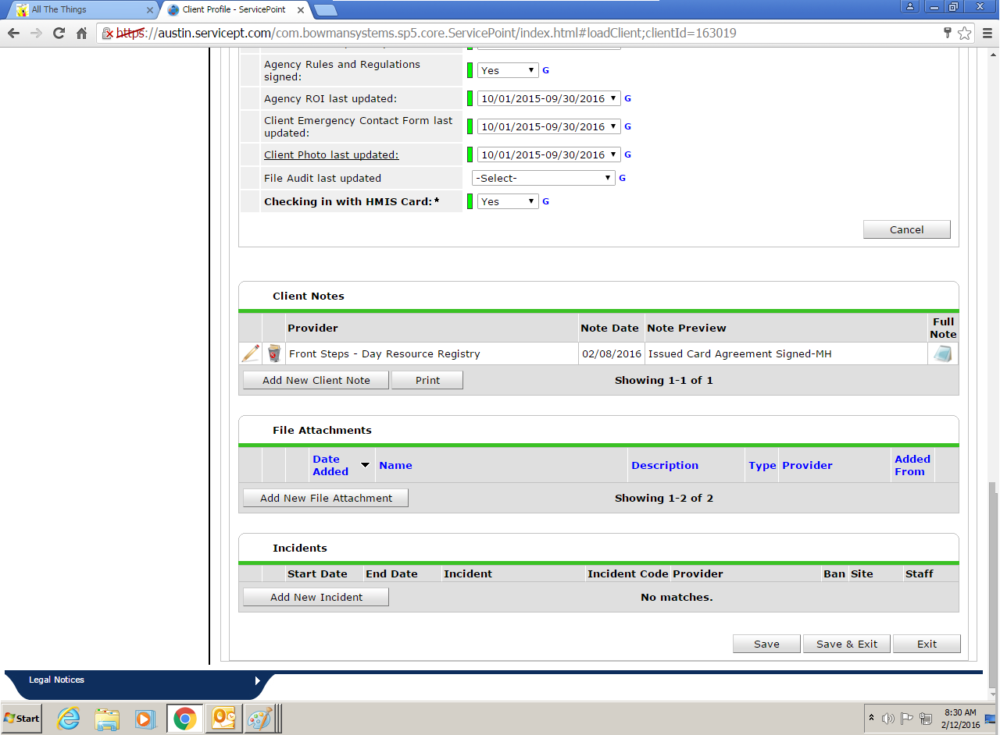 All The Things
Client Profile - ServicePoint
https://austin.servicept.com/com.bowmansystems.sp5.core.ServicePoint/index.html#loadClient;clientId=163019
Agency Rules and Regulations
signed:
Yes
G
Agency ROI last updated:
10/01/2015-09/30/2016
G
Client Emergency Contact Form last
updated:
10/01/2015-09/30/2016
G
Client Photo last updated:
10/01/2015-09/30/2016
G
File Audit last updated
-Select-
G
Checking in with HMIS Card:*
Yes
G
Cancel
Client Notes
Provider
Note Date
Note Preview
Full
Note
Front Steps - Day Resource Registry
02/08/2016
Issued Card Agreement Signed-MH
Add New Client Note
Print
Showing 1-1 of 1
File Attachments
Date
Added
Name
Description
Type
Provider
Added
From
Add New File Attachment
Showing 1-2 of 2
Incidents
Start Date
End Date
Incident
Incident Code
Provider
Ban
Site
Staff
Add New Incident
No matches.
Save
Save & Exit
Exit
Legal Notices
Start
8:30 AM
2/12/2016